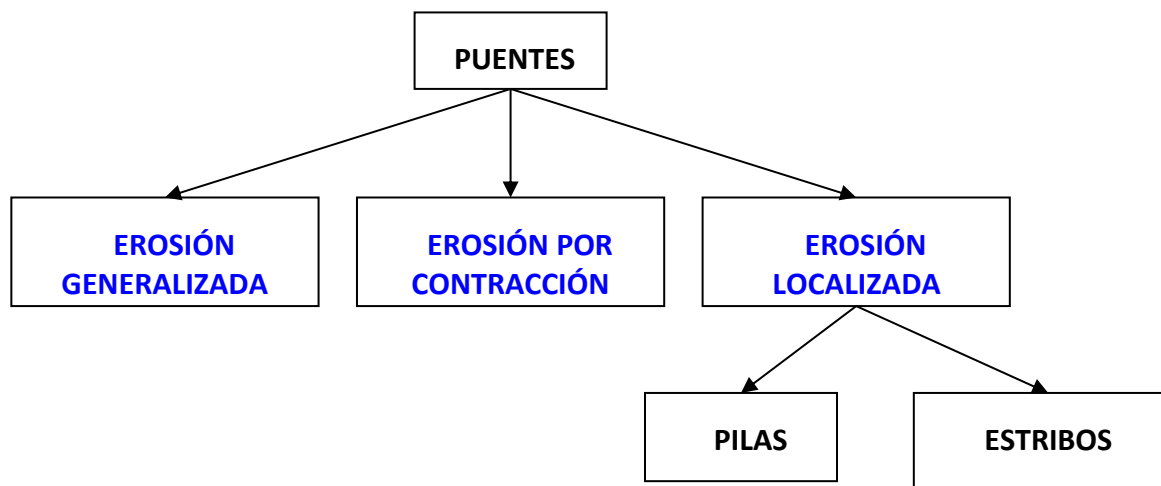 PUENTES
EROSIÓN
GENERALIZADA
EROSIÓN POR
CONTRACCIÓN
EROSIÓN
LOCALIZADA
PILAS
ESTRIBOS